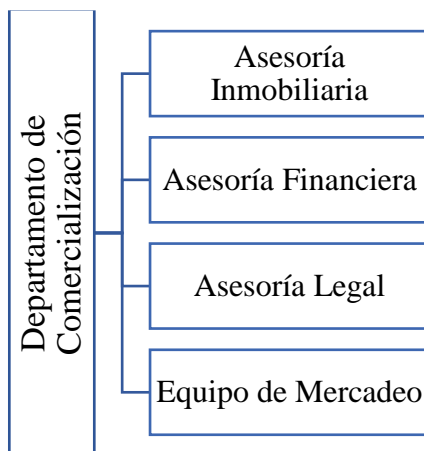 Departamento de
Comercialización
Asesoría
Inmobiliaria
Asesoría Financiera
Asesoría Legal
Equipo de Mercadeo